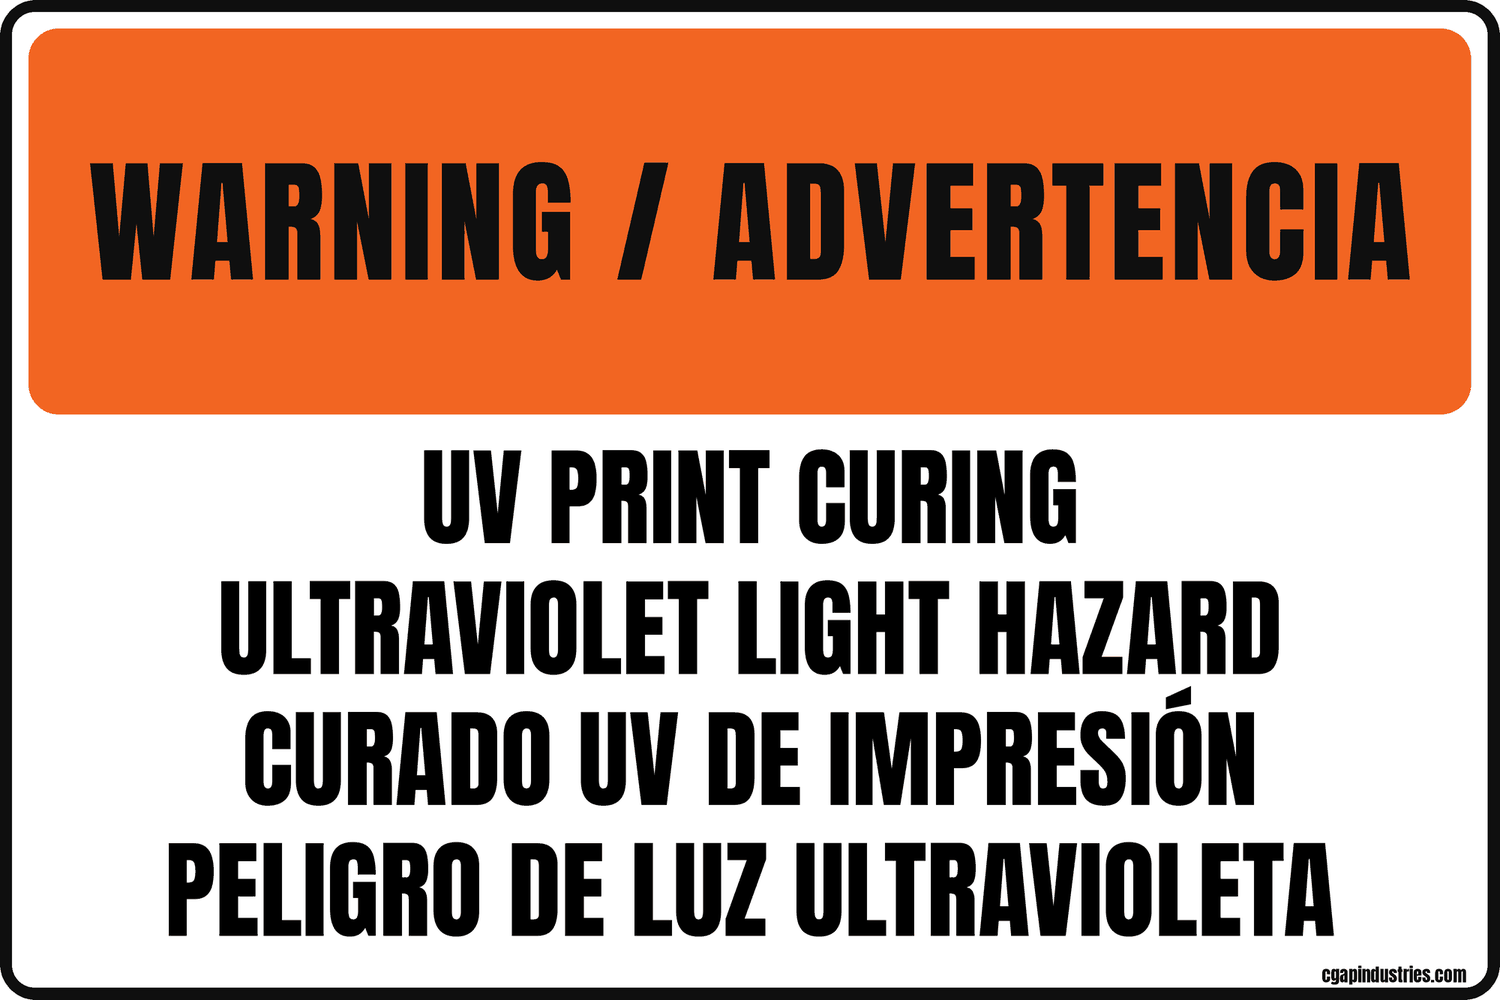 WARNING / ADVERTENCIA
UV PRINT CURING
ULTRAVIOLET LIGHT HAZARD
CURADO UV DE IMPRESIÓN
PELIGRO DE LUZ ULTRAVIOLETA
cgapindustries.com